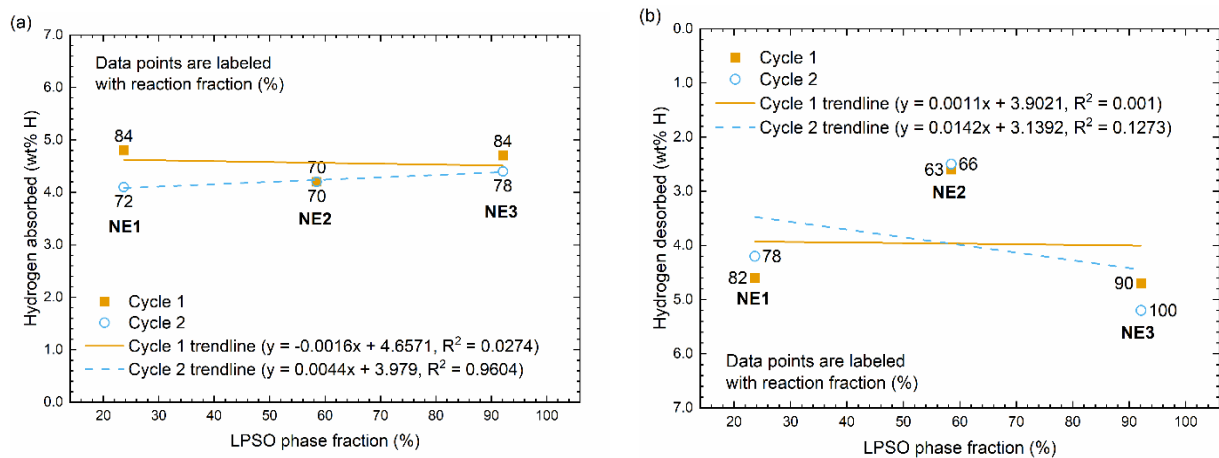 (a)
7.0
6.0
5.0
4.0
3.0
2.0
1.0
0.0
Hydrogen absorbed (wt% H)
Data points are labeled
with reaction fraction (%)
84
72
NE1
70
70
NE2
84
78
NE3
Cycle 1
Cycle 2
Cycle 1 trendline (y = -0.0016x + 4.6571, R² = 0.0274)
Cycle 2 trendline (y = 0.0044x + 3.979, R² = 0.9604)
20 30 40 50 60 70 80 90 100
LPSO phase fraction (%)
(b)
0.0
1.0
2.0
3.0
4.0
5.0
6.0
7.0
Hydrogen desorbed (wt% H)
Cycle 1
Cycle 2
Cycle 1 trendline (y = 0.0011x + 3.9021, R² = 0.001)
Cycle 2 trendline (y = 0.0142x + 3.1392, R² = 0.1273)
63 66
NE2
78
82
NE1
90
100
NE3
Data points are labeled
with reaction fraction (%)
20 30 40 50 60 70 80 90 100
LPSO phase fraction (%)